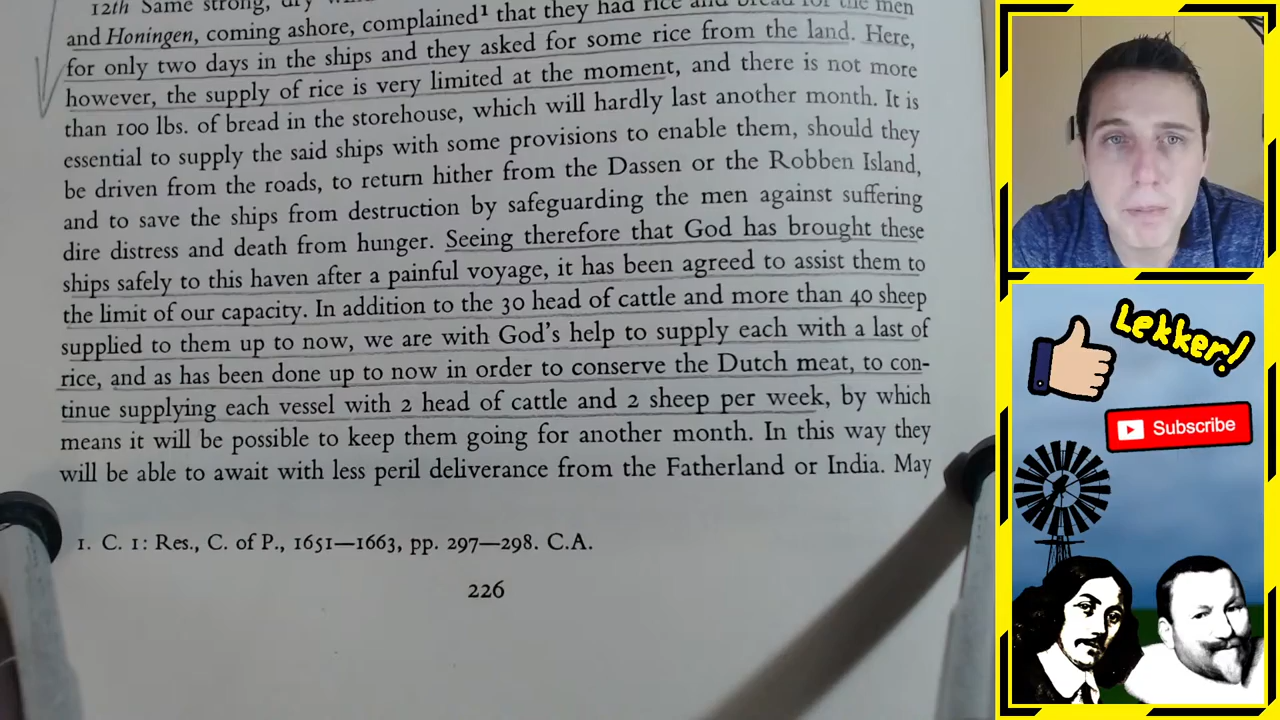 12th Same strong, dry
and Honingen, coming ashore, complained¹ that they had rice and bread for the men
for only two days in the ships and they asked for some rice from the land. Here,
however, the supply of rice is very limited at the moment, and there is not more
than 100 lbs. of bread in the storehouse, which will hardly last another month. It is
essential to supply the said ships with some provisions to enable them, should they
be driven from the roads, to return hither from the Dassen or the Robben Island,
and to save the ships from destruction by safeguarding the men against suffering
dire distress and death from hunger. Seeing therefore that God has brought these
ships safely to this haven after a painful voyage, it has been agreed to assist them to
the limit of our capacity. In addition to the 30 head of cattle and more than 40 sheep
supplied to them up to now, we are with God's help to supply each with a last of
rice, and as has been done up to now in order to conserve the Dutch meat, to con-
tinue supplying each vessel with 2 head of cattle and 2 sheep per week, by which
means it will be possible to keep them going for another month. In this way they
will be able to await with less peril deliverance from the Fatherland or India. May
1. C. 1: Res., C. of P., 1651—1663, pp. 297—298. C.A.
226
Lekker!
Subscribe